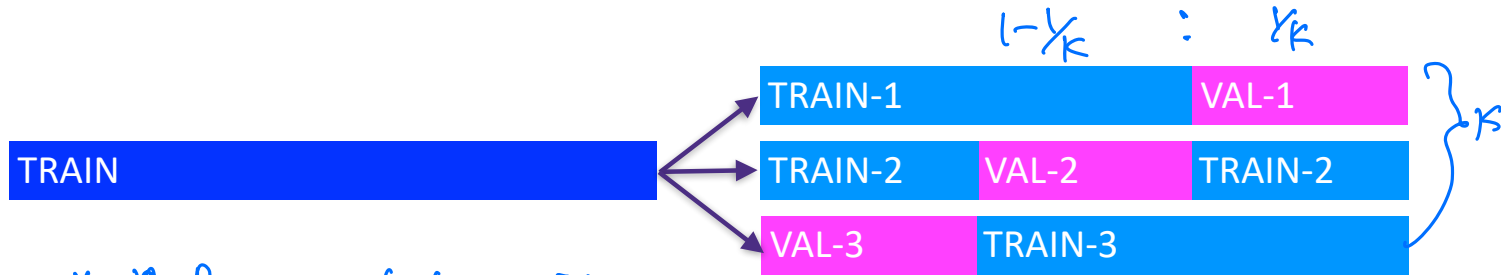 1-1/K : 1/K
TRAIN-1 VAL-1
K
TRAIN TRAIN-2 VAL-2 TRAIN-2
VAL-3 TRAIN-3